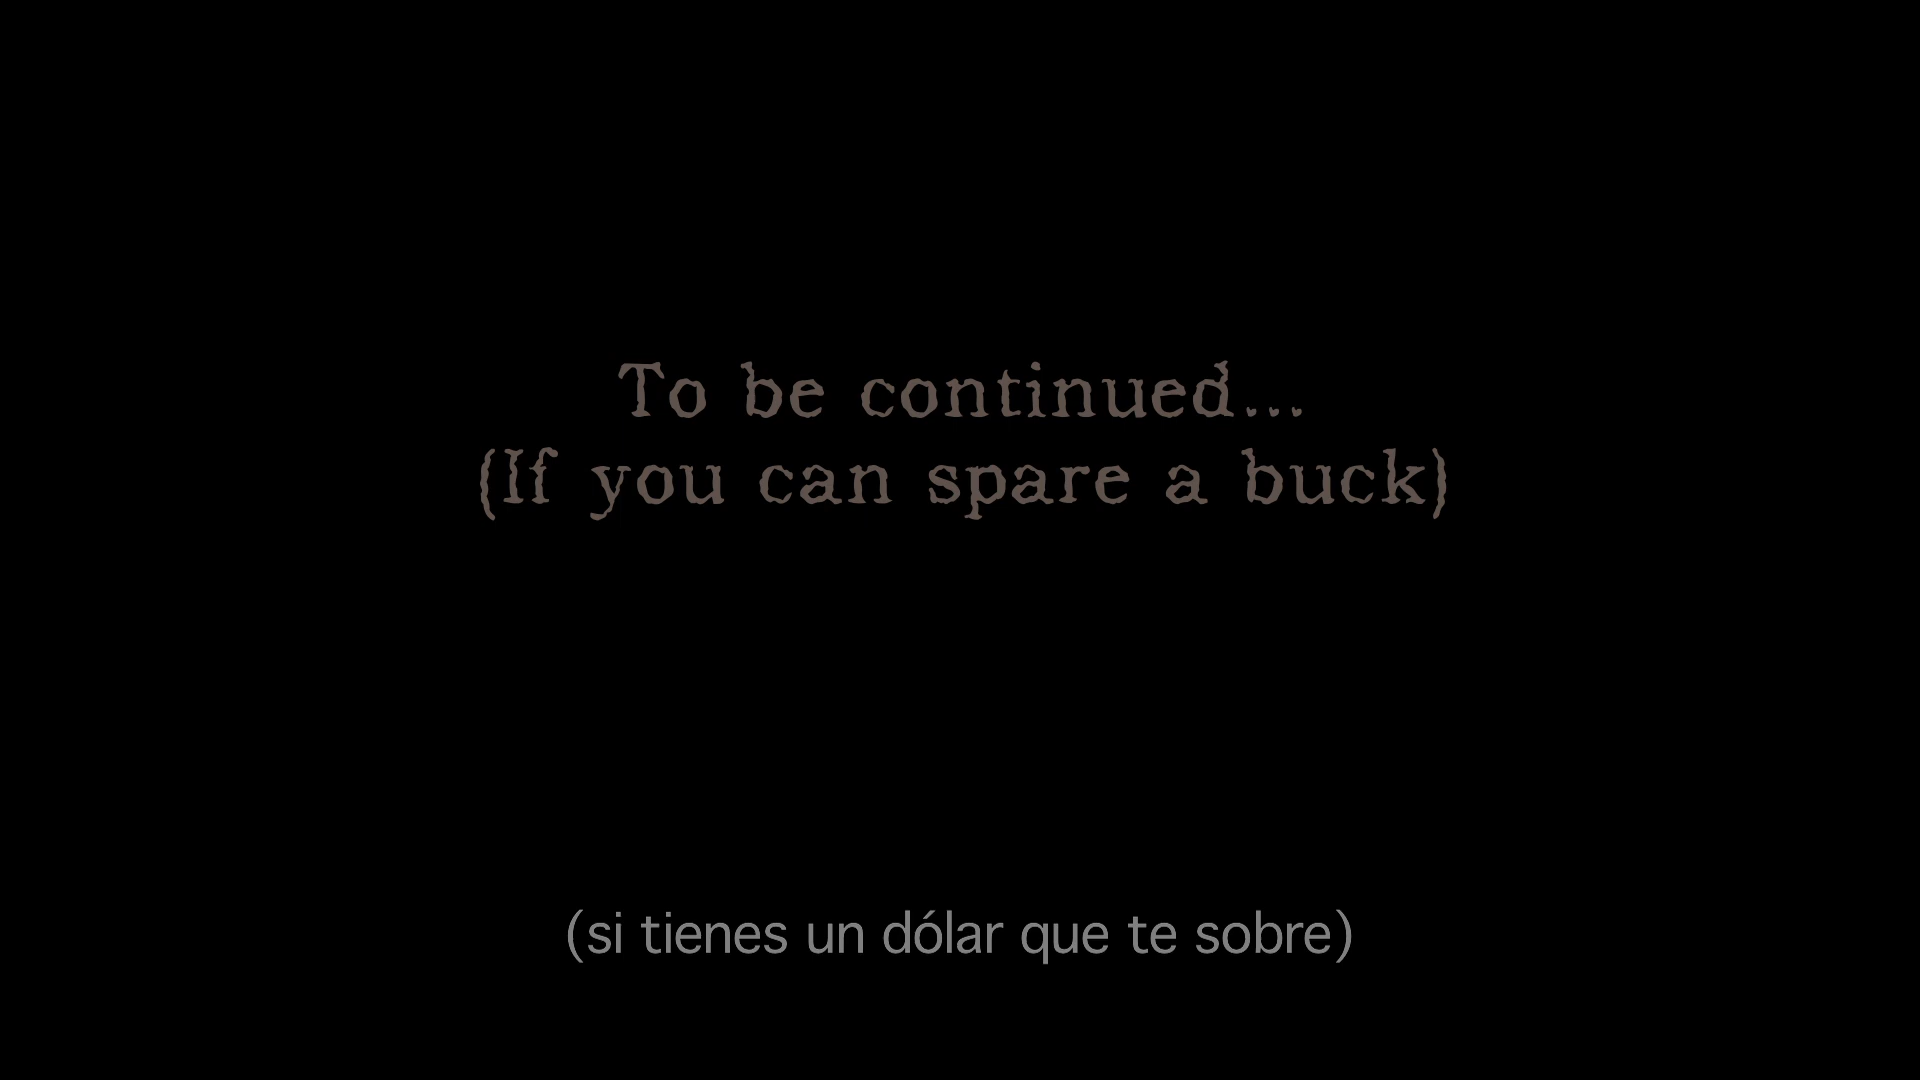 To be continued...
(If you can spare a buck)
(si tienes un dólar que te sobre)